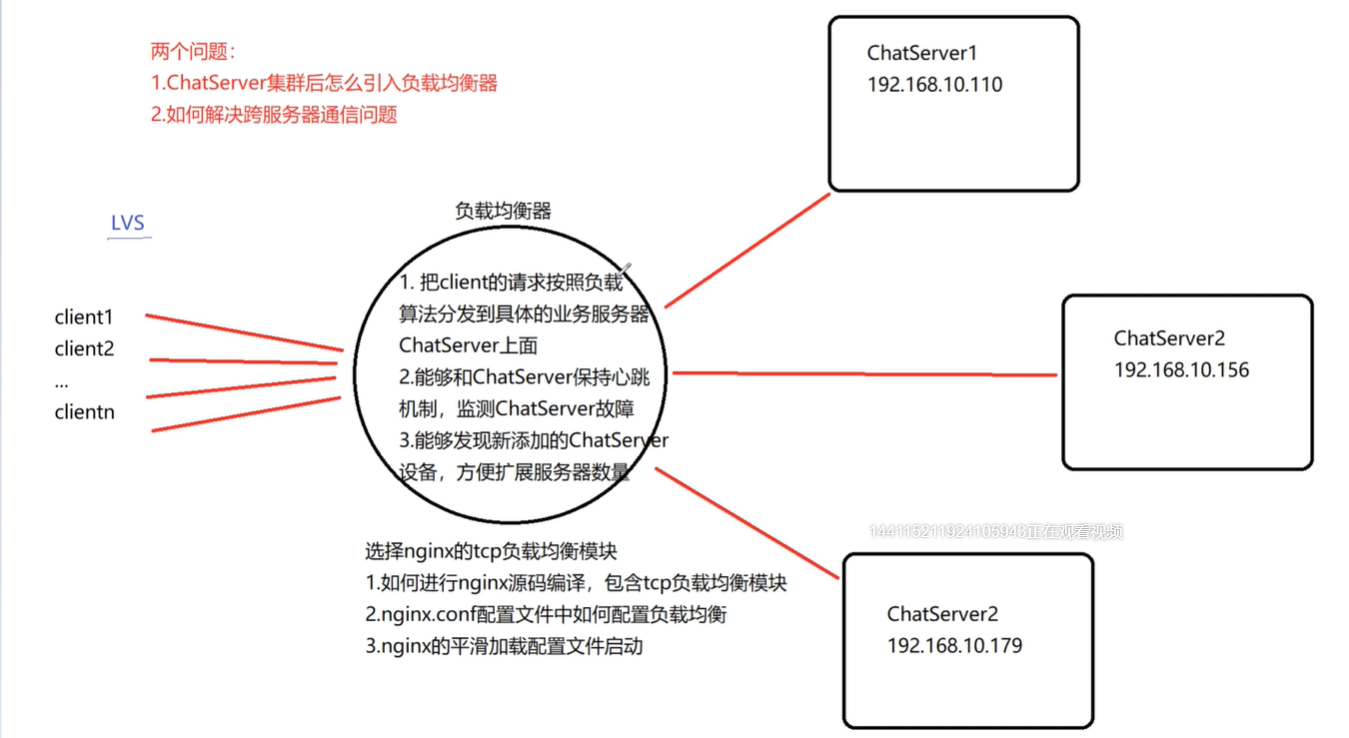 两个问题：
1.ChatServer集群后怎么引入负载均衡器
2.如何解决跨服务器通信问题
ChatServer1
192.168.10.110
LVS
负载均衡器
client1
client2
...
clientn
1. 把client的请求按照负载
算法分发到具体的业务服务器
ChatServer上面
2.能够和ChatServer保持心跳
机制，监测ChatServer故障
3.能够发现新添加的ChatServer
设备，方便扩展服务器数量
ChatServer2
192.168.10.156
选择nginx的tcp负载均衡模块
1.如何进行nginx源码编译，包含tcp负载均衡模块
2.nginx.conf配置文件中如何配置负载均衡
3.nginx的平滑加载配置文件启动
144115211924105943正在观看视频
ChatServer2
192.168.10.179